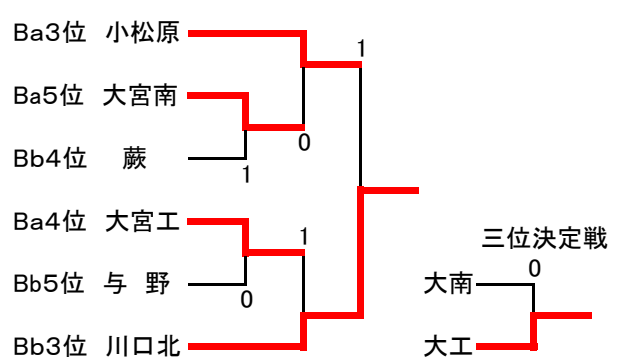 Ba3位 小松原
1
Ba5位 大宮南
0
Bb4位 蕨
1
Ba4位 大宮工
1
三位決定戦
0
Bb5位 与 野
0
大南
Bb3位 川口北
大工